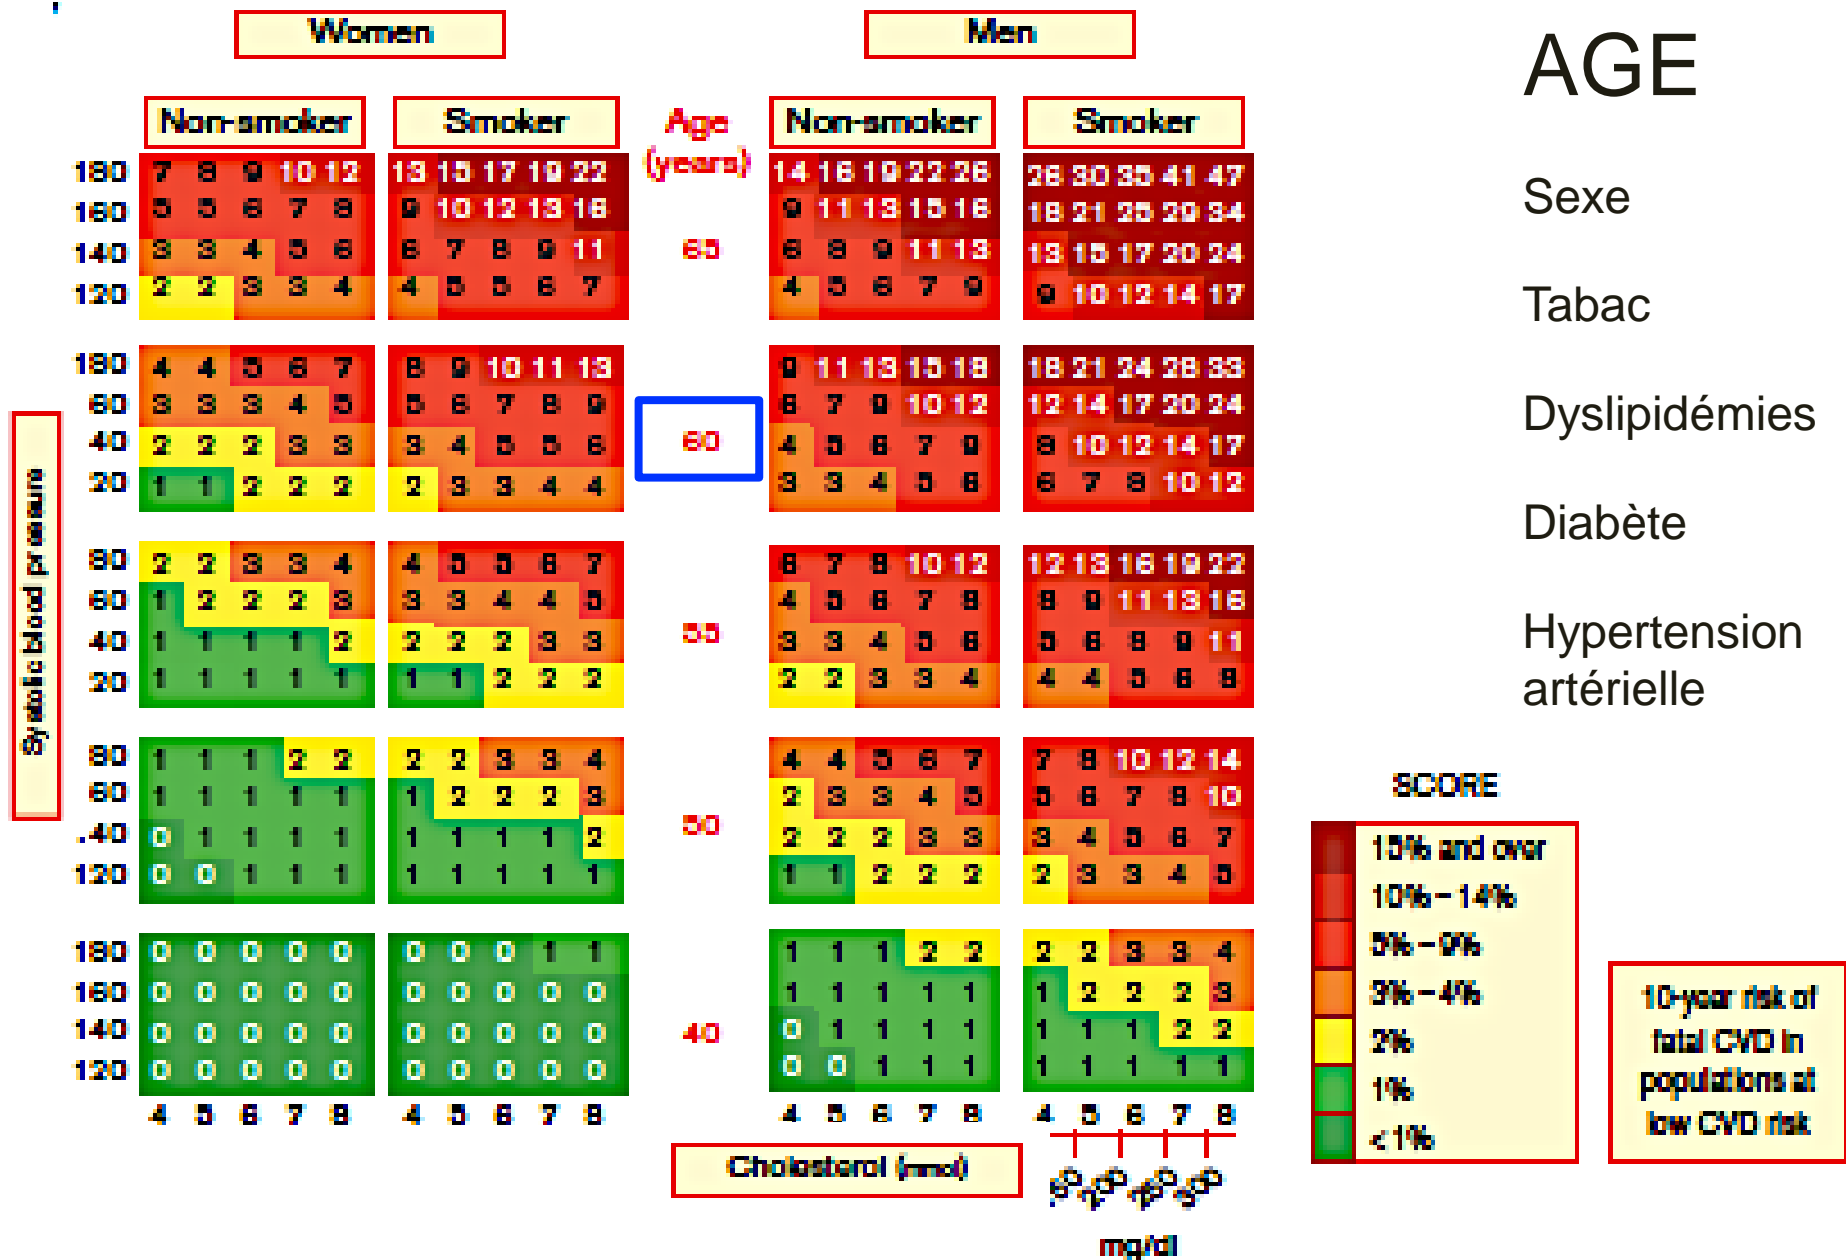 Women Men
AGE
Non-smoker Smoker Age (years) Non-smoker Smoker
180 7 8 9 10 12 13 15 17 19 22 14 16 19 22 26 26 30 35 41 47
160 5 5 6 7 8 9 10 12 13 16 9 11 13 15 16 18 21 25 29 34
140 3 3 4 5 6 6 7 8 9 11 65 6 8 9 11 13 13 15 17 20 24
120 2 2 3 3 4 4 5 5 6 7 4 5 6 7 9 9 10 12 14 17
180 4 4 5 6 7 8 9 10 11 13 9 11 13 15 18 18 21 24 28 33
60 3 3 3 4 5 5 6 7 8 9 6 7 9 10 12 12 14 17 20 24
40 2 2 2 3 3 3 4 5 5 6 60 4 5 6 7 9 8 10 12 14 17
20 1 1 2 2 2 2 3 3 4 4 3 3 4 5 6 6 7 8 10 12
80 2 2 3 3 4 4 5 5 6 7 6 7 8 10 12 12 13 16 19 22
60 1 2 2 2 3 3 3 4 4 5 4 5 6 7 8 8 9 11 13 16
40 1 1 1 1 2 2 2 2 3 3 55 3 3 4 5 6 5 6 8 9 11
20 1 1 1 1 1 1 1 2 2 2 2 2 3 3 4 4 4 5 6 8
80 1 1 1 2 2 2 2 3 3 4 4 4 5 6 7 7 8 10 12 14
60 1 1 1 1 1 1 2 2 2 3 2 3 3 4 5 5 6 7 8 10
.40 0 1 1 1 1 1 1 1 1 2 50 2 2 2 3 3 3 4 5 6 7
120 0 0 1 1 1 1 1 1 1 1 1 1 2 2 2 2 3 3 4 5
180 0 0 0 0 0 0 0 0 1 1 1 1 1 2 2 2 2 3 3 4
160 0 0 0 0 0 0 0 0 0 0 1 1 1 1 1 1 2 2 2 3
140 0 0 0 0 0 0 0 0 0 0 40 0 1 1 1 1 1 1 1 2 2
120 0 0 0 0 0 0 0 0 0 0 0 0 1 1 1 1 1 1 1 1
4 5 6 7 8 4 5 6 7 8 4 5 6 7 8 4 5 6 7 8
Systolic blood pressure
Cholesterol (mmol)
200 250 300
mg/dl
Sexe
Tabac
Dyslipidémies
Diabète
Hypertension
artérielle
SCORE
15% and over
10% – 14%
5% – 9%
3% – 4%
2%
1%
<1%
10-year risk of
fatal CVD in
populations at
low CVD risk